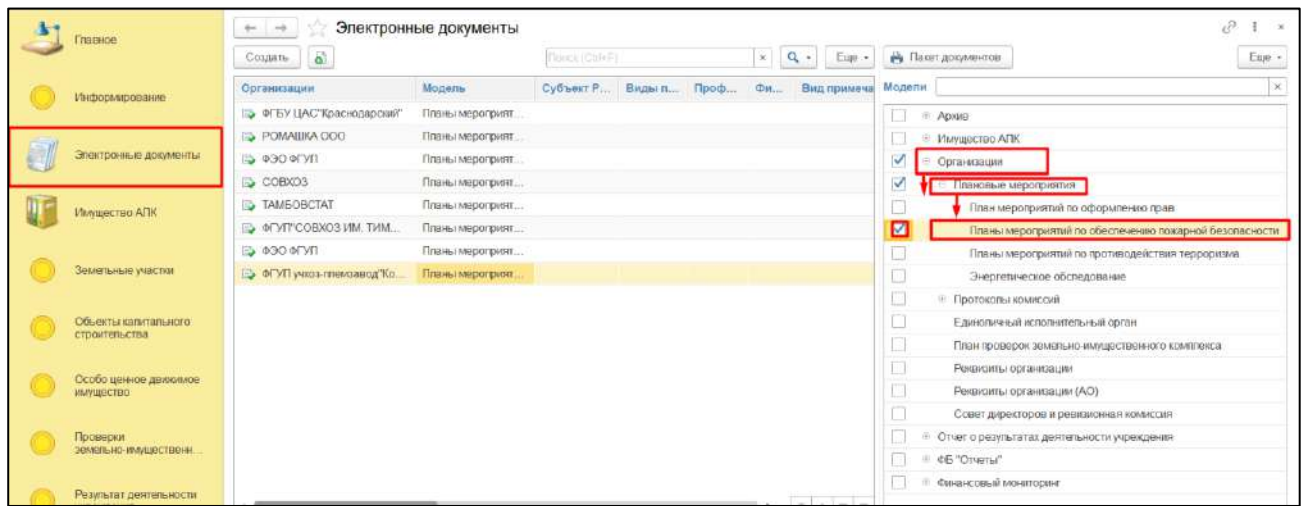 Главное
Информирование
Электронные документы
Имущество АПК
Земельные участки
Объекты капитального
строительства
Особо ценное движимое
имущество
Проверки
земельно-имуществен...
Результат деятельности
Электронные документы
Создать
Поиск (Ctrl+F)
×
Еще
Организации Модель Субъект Р... Виды п... Проф... Фи... Вид примеча
ФГБУ ЦАС"Краснодарский" Планы мероприят...
РОМАШКА ООО Планы мероприят...
ФЭО ФГУП Планы мероприят...
СОВХОЗ Планы мероприят...
ТАМБОВСТАТ Планы мероприят...
ФГУП"СОВХОЗ ИМ. ТИМ... Планы мероприят...
ФЭО ФГУП Планы мероприят...
ФГУП учхоз-племзавод"Ко... Планы мероприят...
Пакет документов Еще
Модели ×
Архив
Имущество АПК
Организации
Плановые мероприятия
План мероприятий по оформлению прав
Планы мероприятий по обеспечению пожарной безопасности
Планы мероприятий по противодействия терроризма
Энергетическое обследование
Протоколы комиссий
Единоличный исполнительный орган
План проверок земельно-имущественного комплекса
Реквизиты организации
Реквизиты организации (АО)
Совет директоров и ревизионная комиссия
Отчет о результатах деятельности учреждения
ФБ "Отчеты"
Финансовый мониторинг